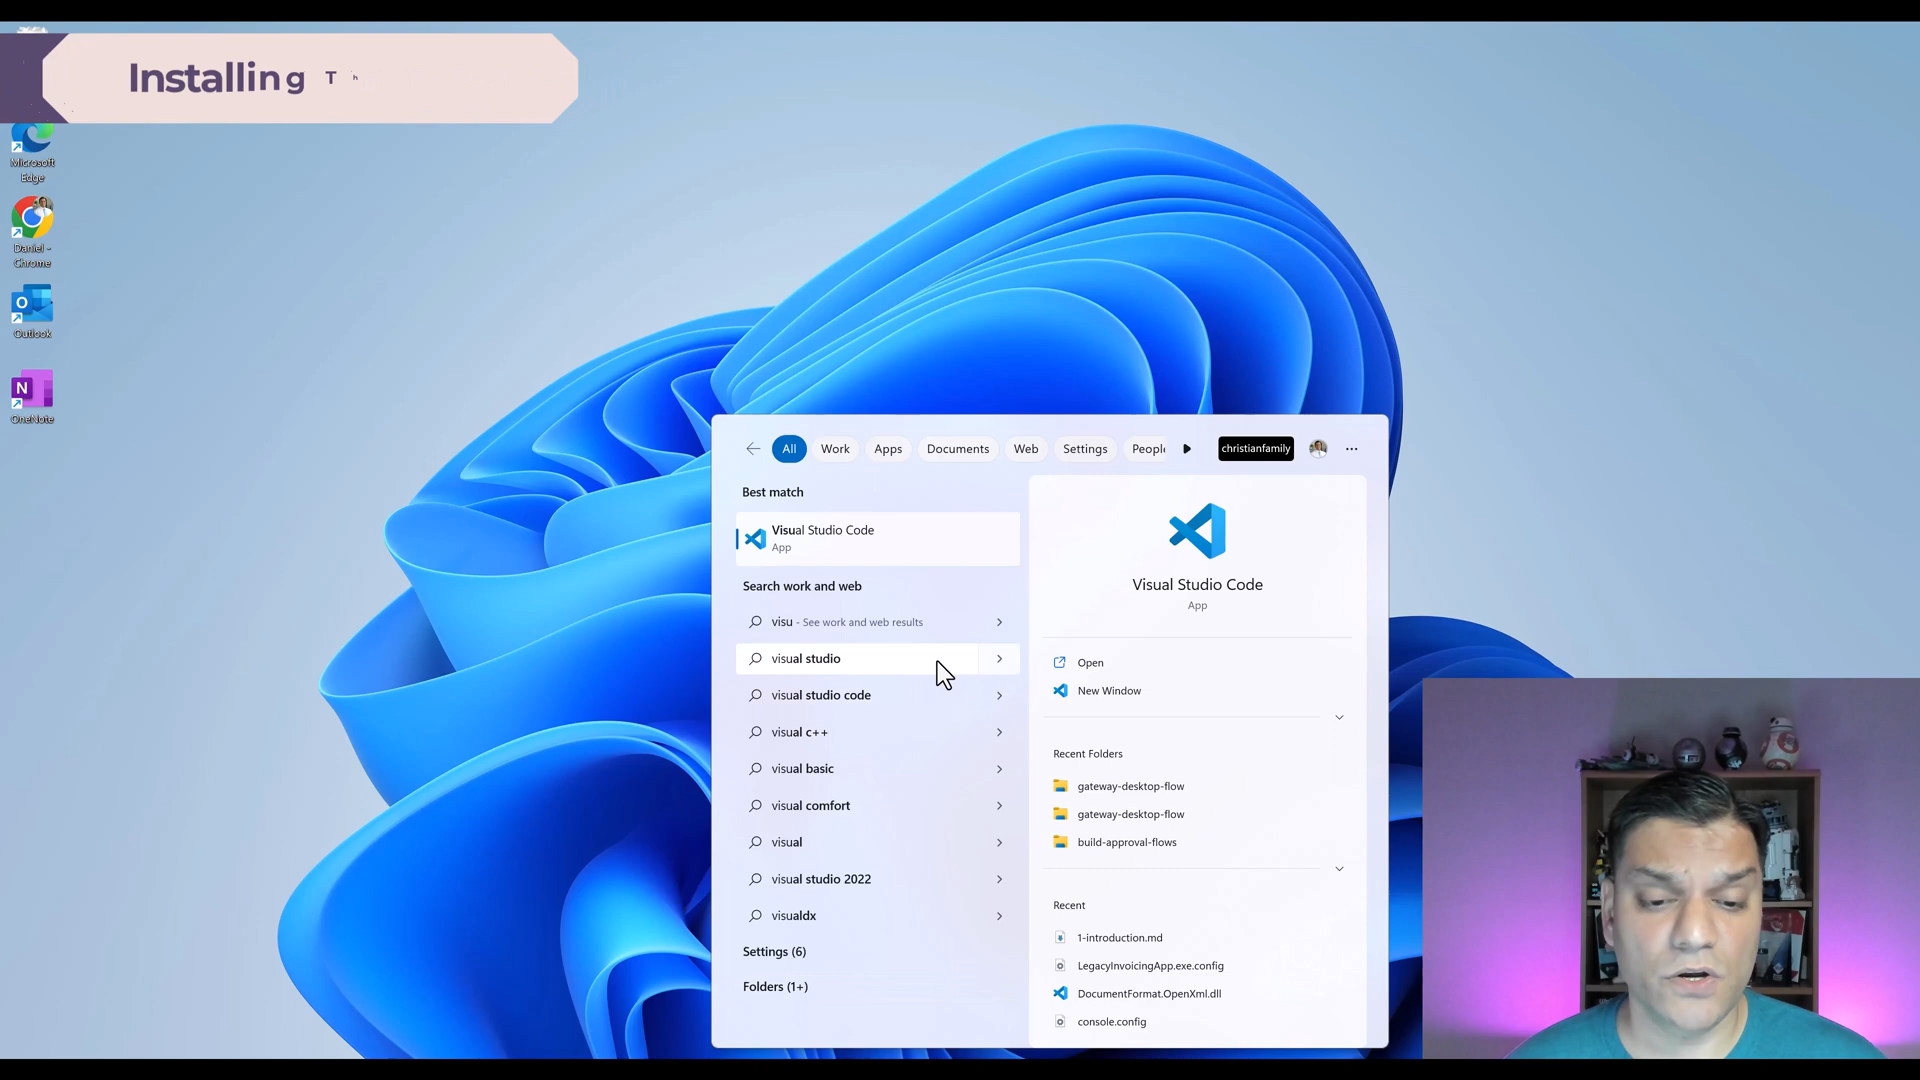 Installing T h
Microsoft
Edge
Daniel -
Chrome
Outlook
OneNote
All
Work
Apps
Documents
Web
Settings
People
christianfamily
Best match
Visual Studio Code
App
Search work and web
visu - See work and web results
visual studio
visual studio code
visual c++
visual basic
visual comfort
visual
visual studio 2022
visualdx
Settings (6)
Folders (1+)
Visual Studio Code
App
Open
New Window
Recent Folders
gateway-desktop-flow
gateway-desktop-flow
build-approval-flows
Recent
1-introduction.md
LegacyInvoicingApp.exe.config
DocumentFormat.OpenXml.dll
console.config